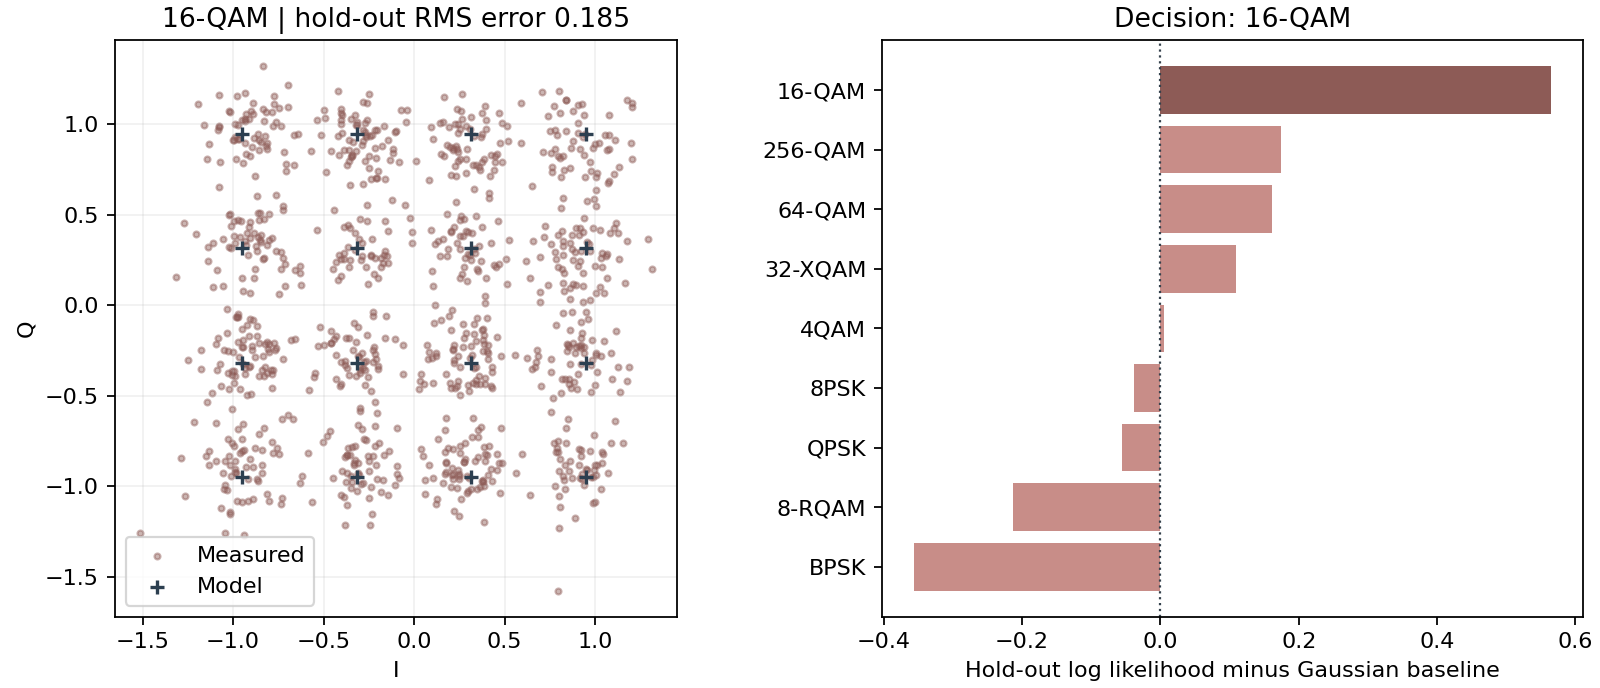 16-QAM | hold-out RMS error 0.185
1.0
0.5
0.0
−0.5
−1.0
−1.5
Q
Measured
Model
−1.5
−1.0
−0.5
0.0
0.5
1.0
I
Decision: 16-QAM
16-QAM
256-QAM
64-QAM
32-XQAM
4QAM
8PSK
QPSK
8-RQAM
BPSK
−0.4
−0.2
0.0
0.2
0.4
0.6
Hold-out log likelihood minus Gaussian baseline